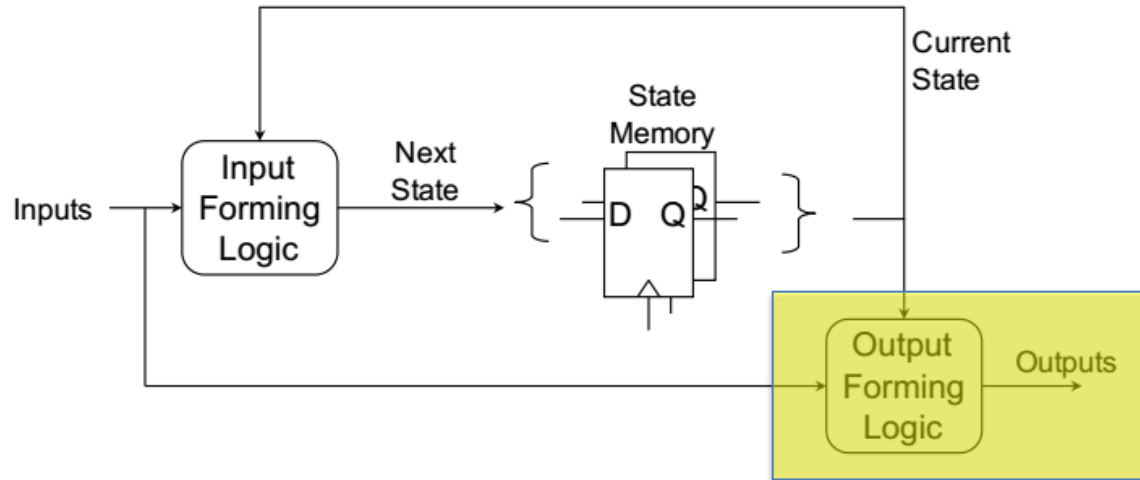 Current
State
State
Memory
Input
Forming
Logic
Next
State
Inputs
D
Q
Q
Output
Forming
Logic
Outputs